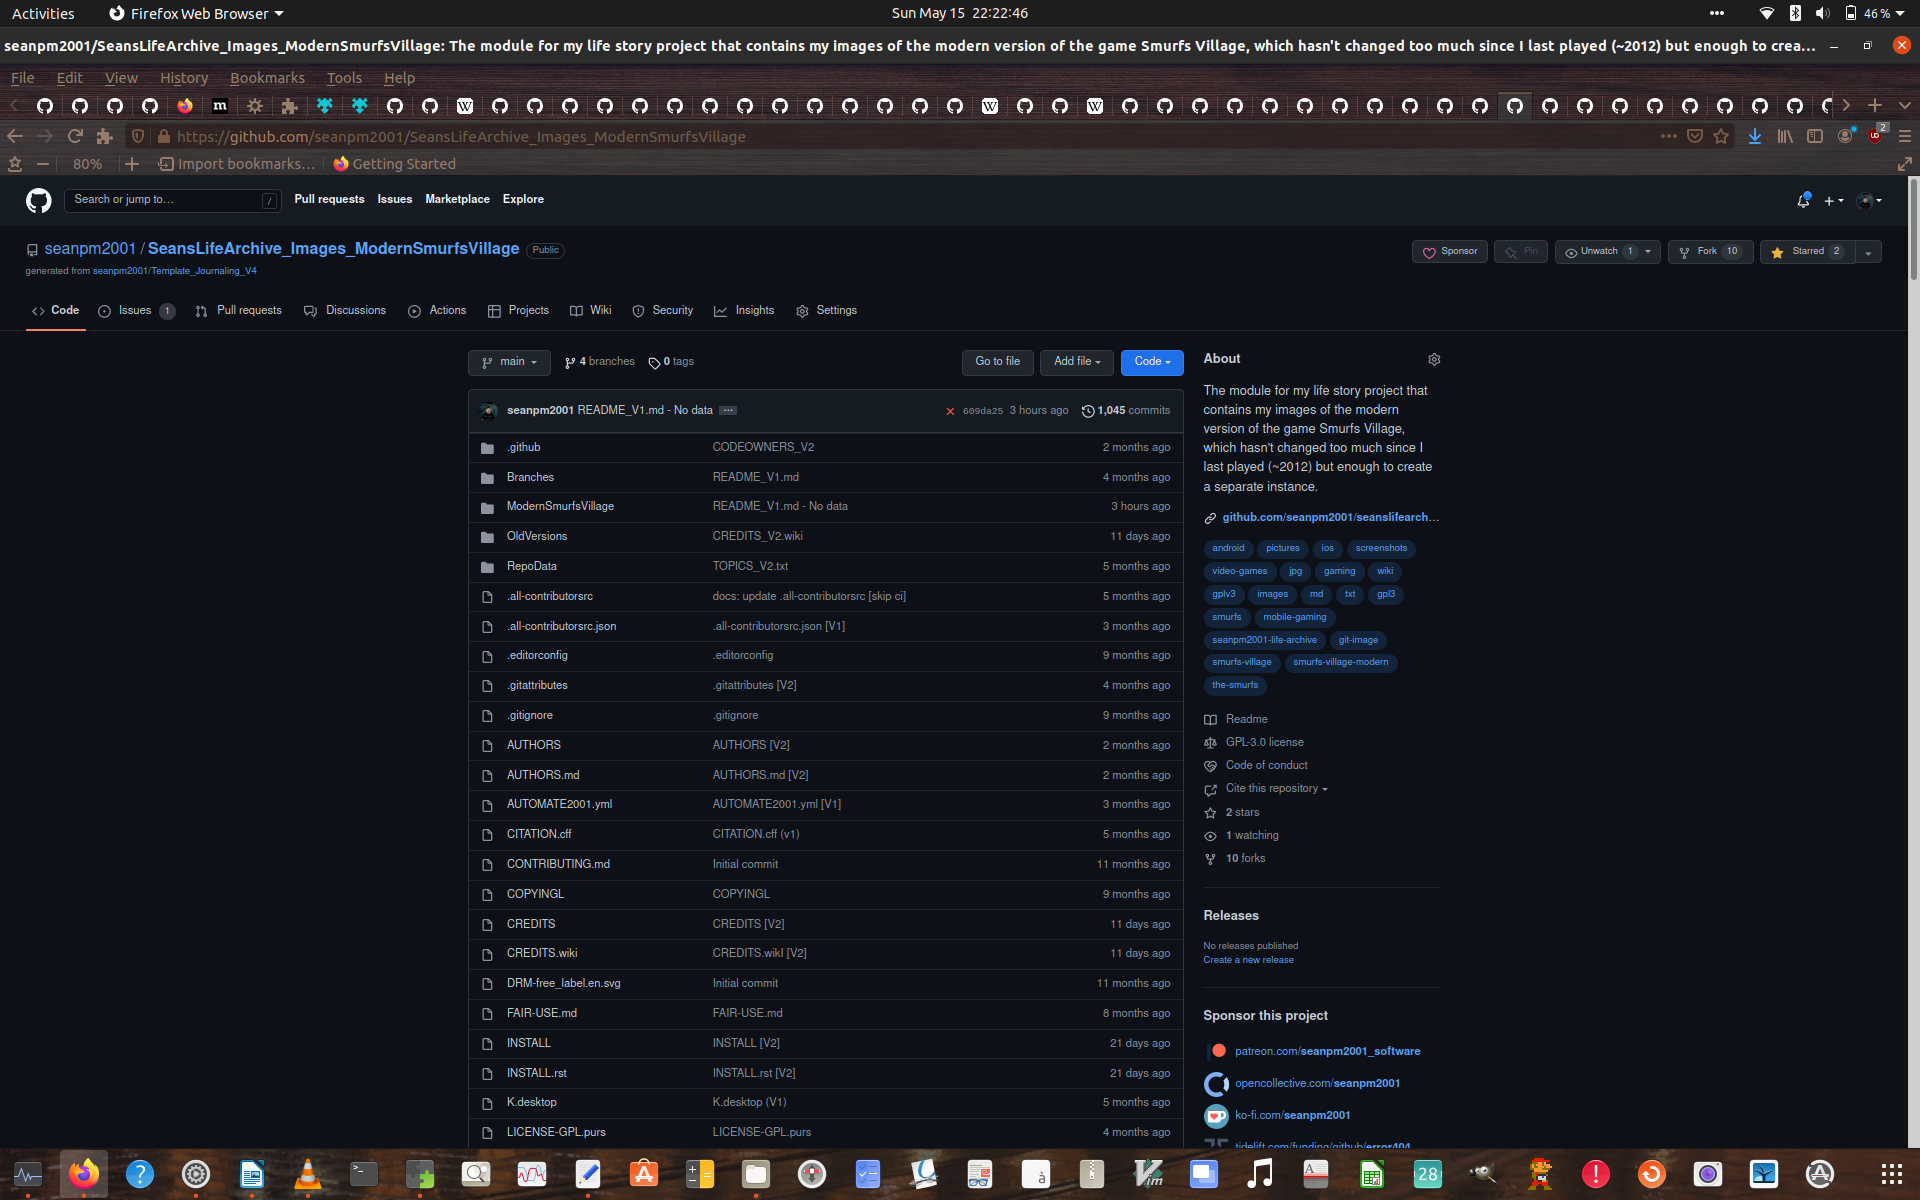 Activities
Firefox Web Browser
Sun May 15 22:22:46
46 %
seanpm2001/SeansLifeArchive_Images_ModernSmurfsVillage: The module for my life story project that contains my images of the modern version of the game Smurfs Village, which hasn't changed too much since I last played (~2012) but enough to crea...
File Edit View History Bookmarks Tools Help
https://github.com/seanpm2001/SeansLifeArchive_Images_ModernSmurfsVillage
2
80%
Import bookmarks...
Getting Started
Search or jump to...
/
Pull requests Issues Marketplace Explore
seanpm2001 / SeansLifeArchive_Images_ModernSmurfsVillage
Public
Sponsor
Pin
Unwatch 1
Fork 10
Starred 2
generated from seanpm2001/Template_Journaling_V4
Code
Issues 1
Pull requests
Discussions
Actions
Projects
Wiki
Security
Insights
Settings
main
4 branches
0 tags
Go to file
Add file
Code
seanpm2001 README_V1.md - No data
609da25 3 hours ago
1,045 commits
.github CODEOWNERS_V2 2 months ago
Branches README_V1.md 4 months ago
ModernSmurfsVillage README_V1.md - No data 3 hours ago
OldVersions CREDITS_V2.wiki 11 days ago
RepoData TOPICS_V2.txt 5 months ago
.all-contributorsrc docs: update .all-contributorsrc [skip ci] 5 months ago
.all-contributorsrc.json .all-contributorsrc.json [V1] 3 months ago
.editorconfig .editorconfig 9 months ago
.gitattributes .gitattributes [V2] 4 months ago
.gitignore .gitignore 9 months ago
AUTHORS AUTHORS [V2] 2 months ago
AUTHORS.md AUTHORS.md [V2] 2 months ago
AUTOMATE2001.yml AUTOMATE2001.yml [V1] 3 months ago
CITATION.cff CITATION.cff (v1) 5 months ago
CONTRIBUTING.md Initial commit 11 months ago
COPYINGL COPYINGL 9 months ago
CREDITS CREDITS [V2] 11 days ago
CREDITS.wiki CREDITS.wikI [V2] 11 days ago
DRM-free_label.en.svg Initial commit 11 months ago
FAIR-USE.md FAIR-USE.md 8 months ago
INSTALL INSTALL [V2] 21 days ago
INSTALL.rst INSTALL.rst [V2] 21 days ago
K.desktop K.desktop (V1) 5 months ago
LICENSE-GPL.purs LICENSE-GPL.purs 4 months ago
About
The module for my life story project that
contains my images of the modern
version of the game Smurfs Village,
which hasn't changed too much since I
last played (~2012) but enough to create
a separate instance.
github.com/seanpm2001/seanslifearch...
android pictures ios screenshots
video-games jpg gaming wiki
gplv3 images md txt gpl3
smurfs mobile-gaming
seanpm2001-life-archive git-image
smurfs-village smurfs-village-modern
the-smurfs
Readme
GPL-3.0 license
Code of conduct
Cite this repository
2 stars
1 watching
10 forks
Releases
No releases published
Create a new release
Sponsor this project
patreon.com/seanpm2001_software
opencollective.com/seanpm2001
ko-fi.com/seanpm2001
tidelift.com/funding/github/error404
Vim
28